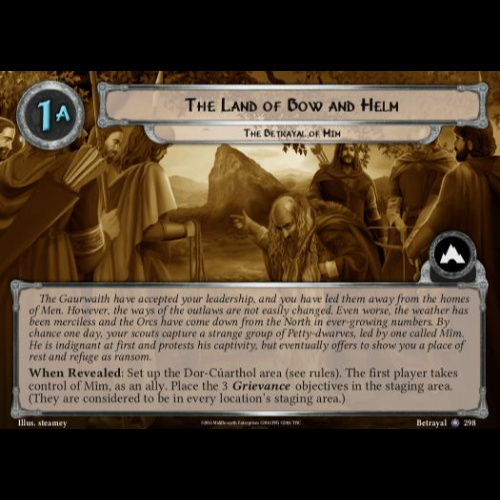 1A
The Land of Bow and Helm
The Betrayal of Mîm
The Gaurwaith have accepted your leadership, and you have led them away from the homes
of Men. However, the ways of the outlaws are not easily changed. Even worse, the weather has
been merciless and the Orcs have come down from the North in ever-growing numbers. By
chance one day, your scouts capture a strange group of Petty-dwarves, led by one called Mîm.
He is indignant at first and protests his captivity, but eventually offers to show you a place of
rest and refuge as ransom.
When Revealed: Set up the Dor-Cúarthol area (see rules). The first player takes
control of Mîm, as an ally. Place the 3 Grievance objectives in the staging area.
(They are considered to be in every location's staging area.)
Illus. steamey
Betrayal 298